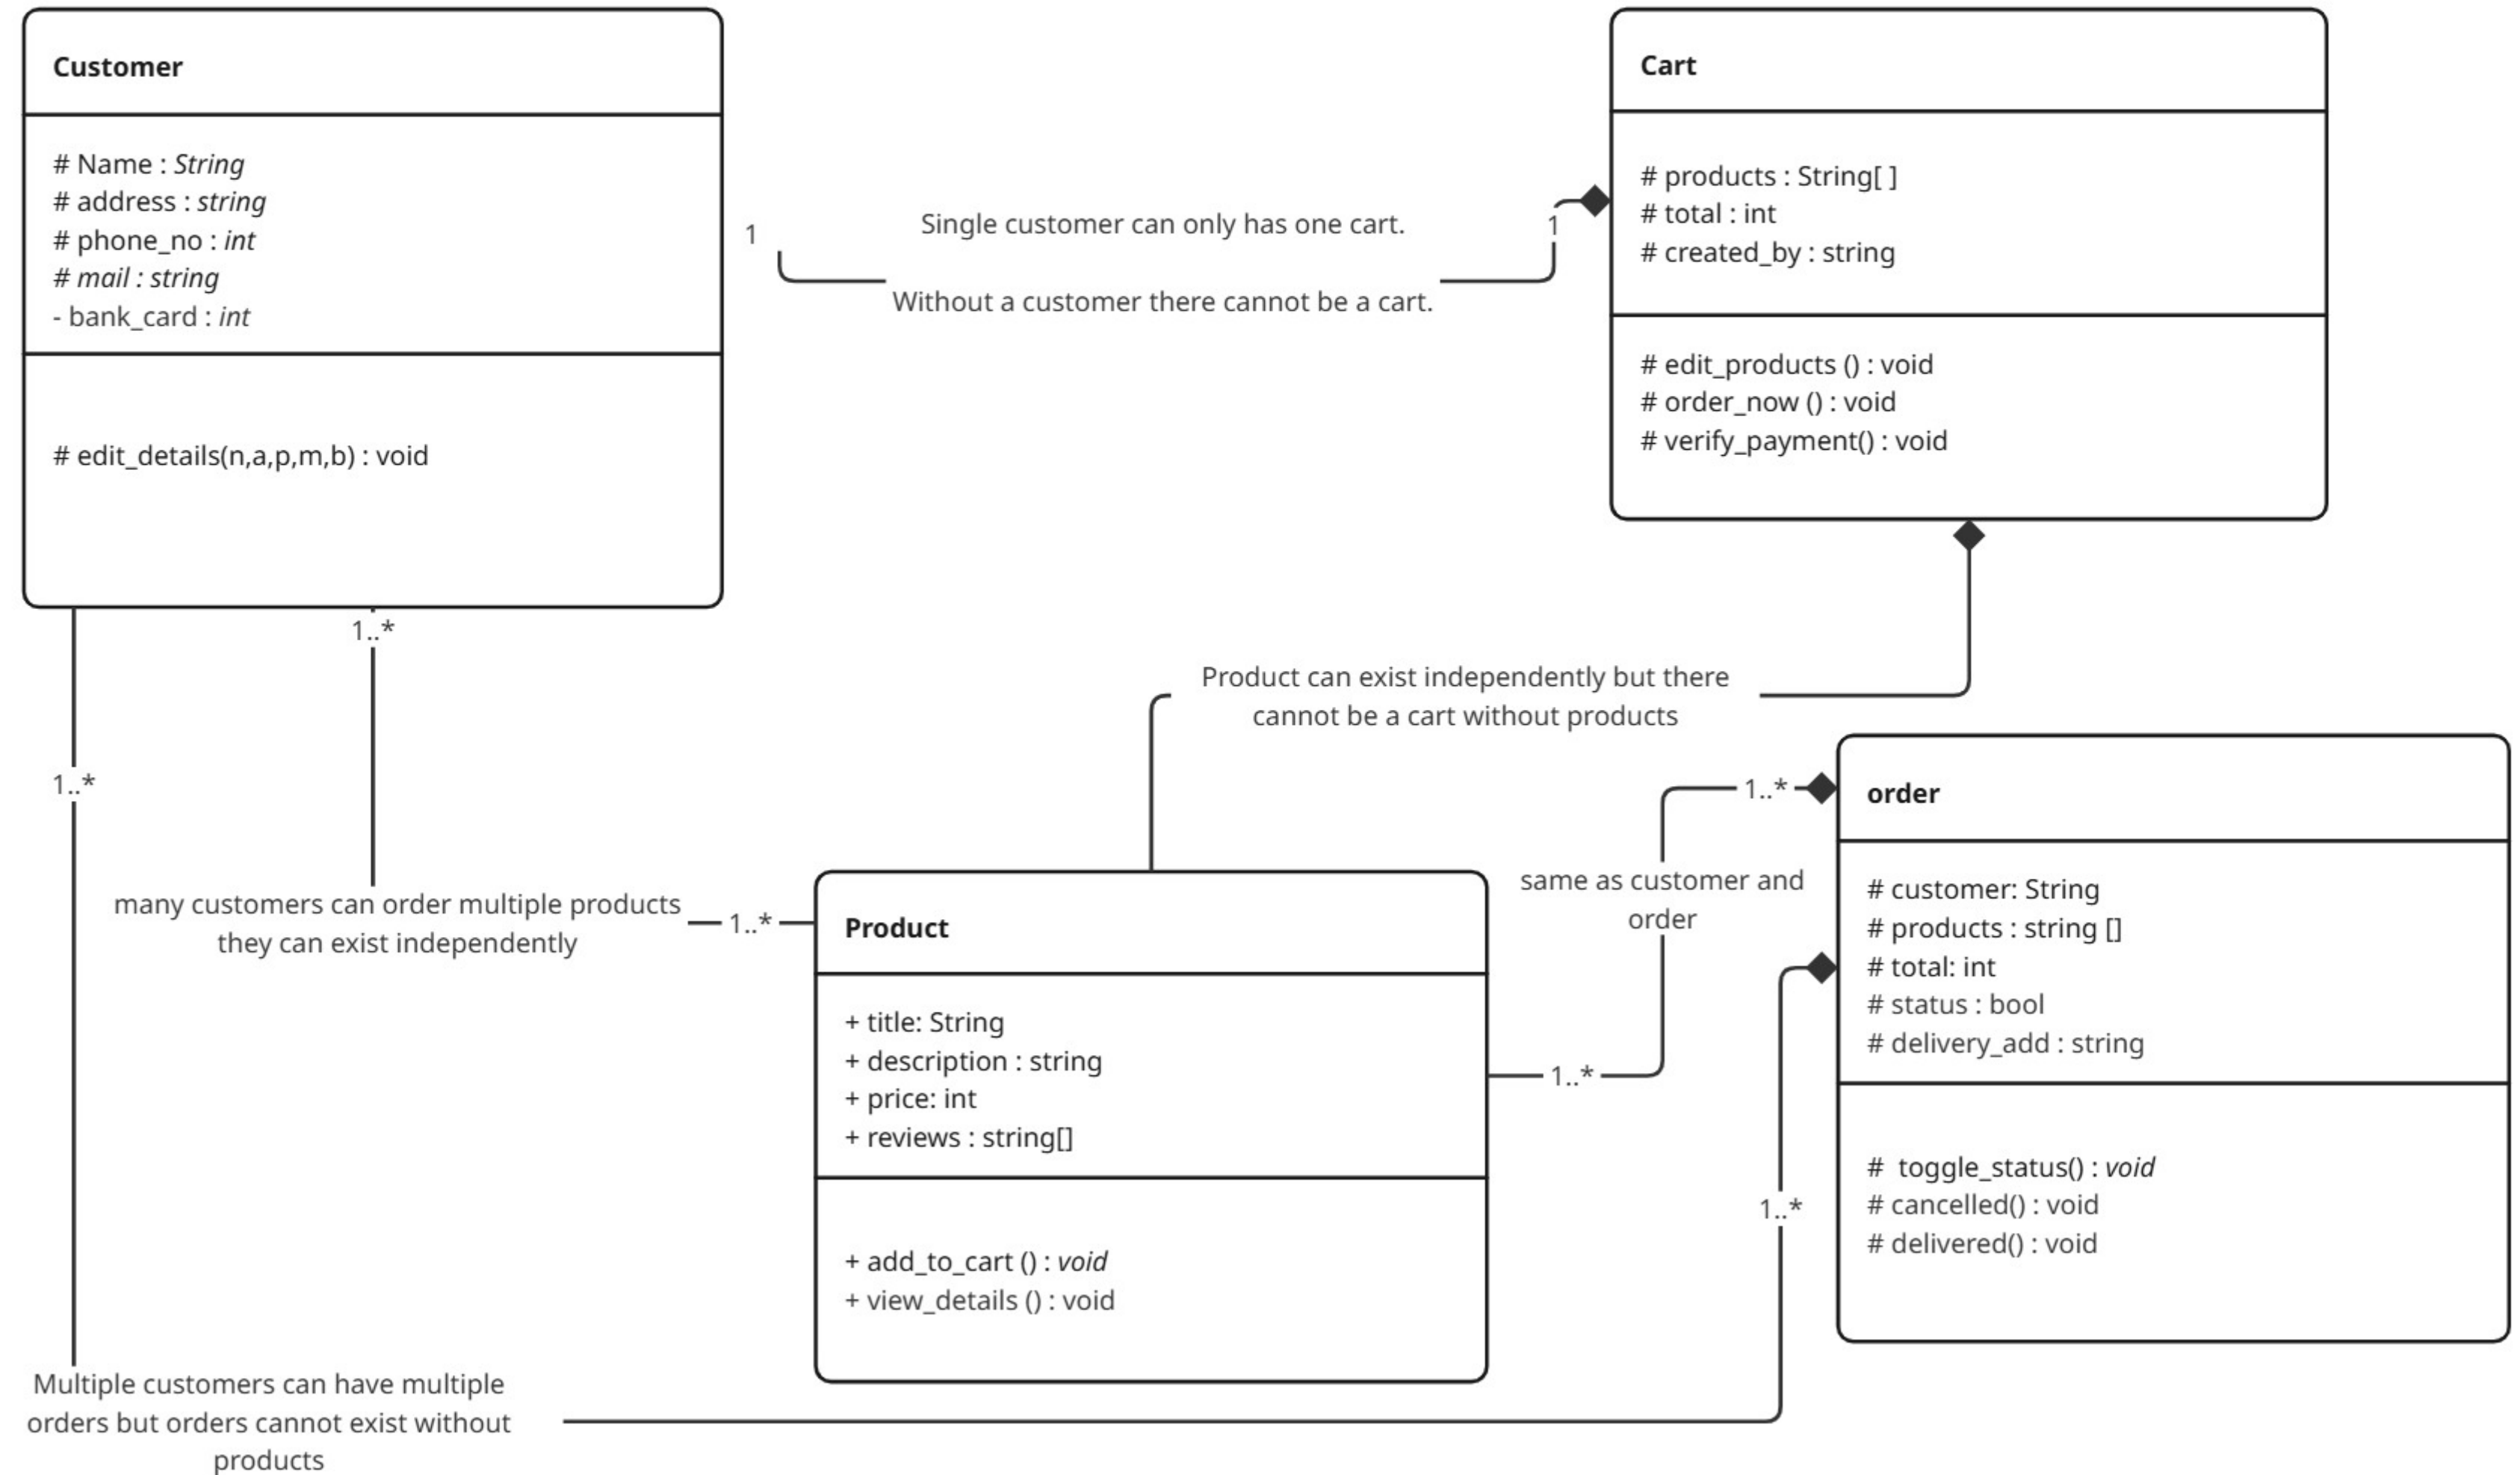 Customer
# Name : String
# address : string
# phone_no : int
# mail : string
- bank_card : int
# edit_details(n,a,p,m,b) : void
1
Single customer can only has one cart.
Without a customer there cannot be a cart.
1
Cart
# products : String[ ]
# total : int
# created_by : string
# edit_products () : void
# order_now () : void
# verify_payment() : void
1..*
1..*
many customers can order multiple products
they can exist independently
1..*
Product can exist independently but there
cannot be a cart without products
Product
+ title: String
+ description : string
+ price: int
+ reviews : string[]
+ add_to_cart () : void
+ view_details () : void
1..*
same as customer and
order
1..*
1..*
order
# customer: String
# products : string []
# total: int
# status : bool
# delivery_add : string
#  toggle_status() : void
# cancelled() : void
# delivered() : void
Multiple customers can have multiple
orders but orders cannot exist without
products